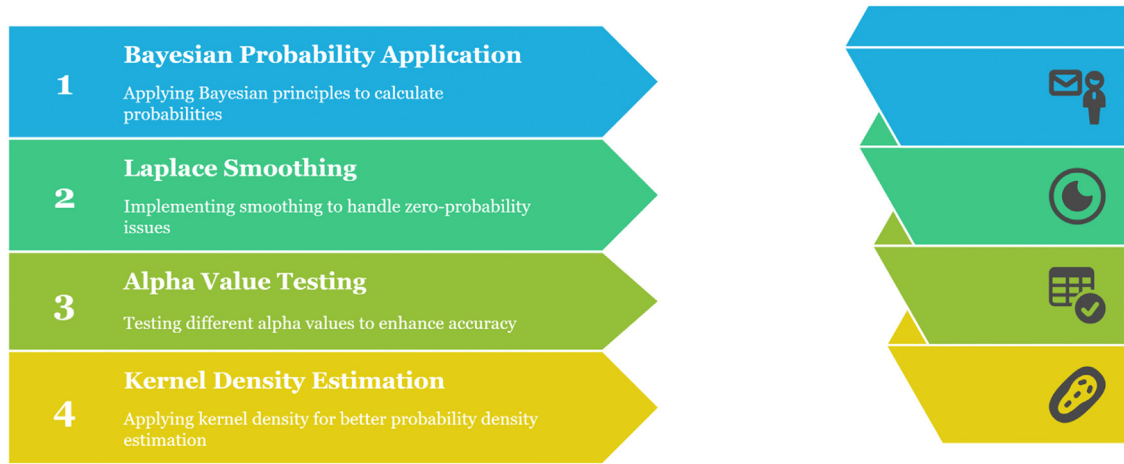 1
Bayesian Probability Application
Applying Bayesian principles to calculate
probabilities
2
Laplace Smoothing
Implementing smoothing to handle zero-probability
issues
3
Alpha Value Testing
Testing different alpha values to enhance accuracy
4
Kernel Density Estimation
Applying kernel density for better probability density
estimation